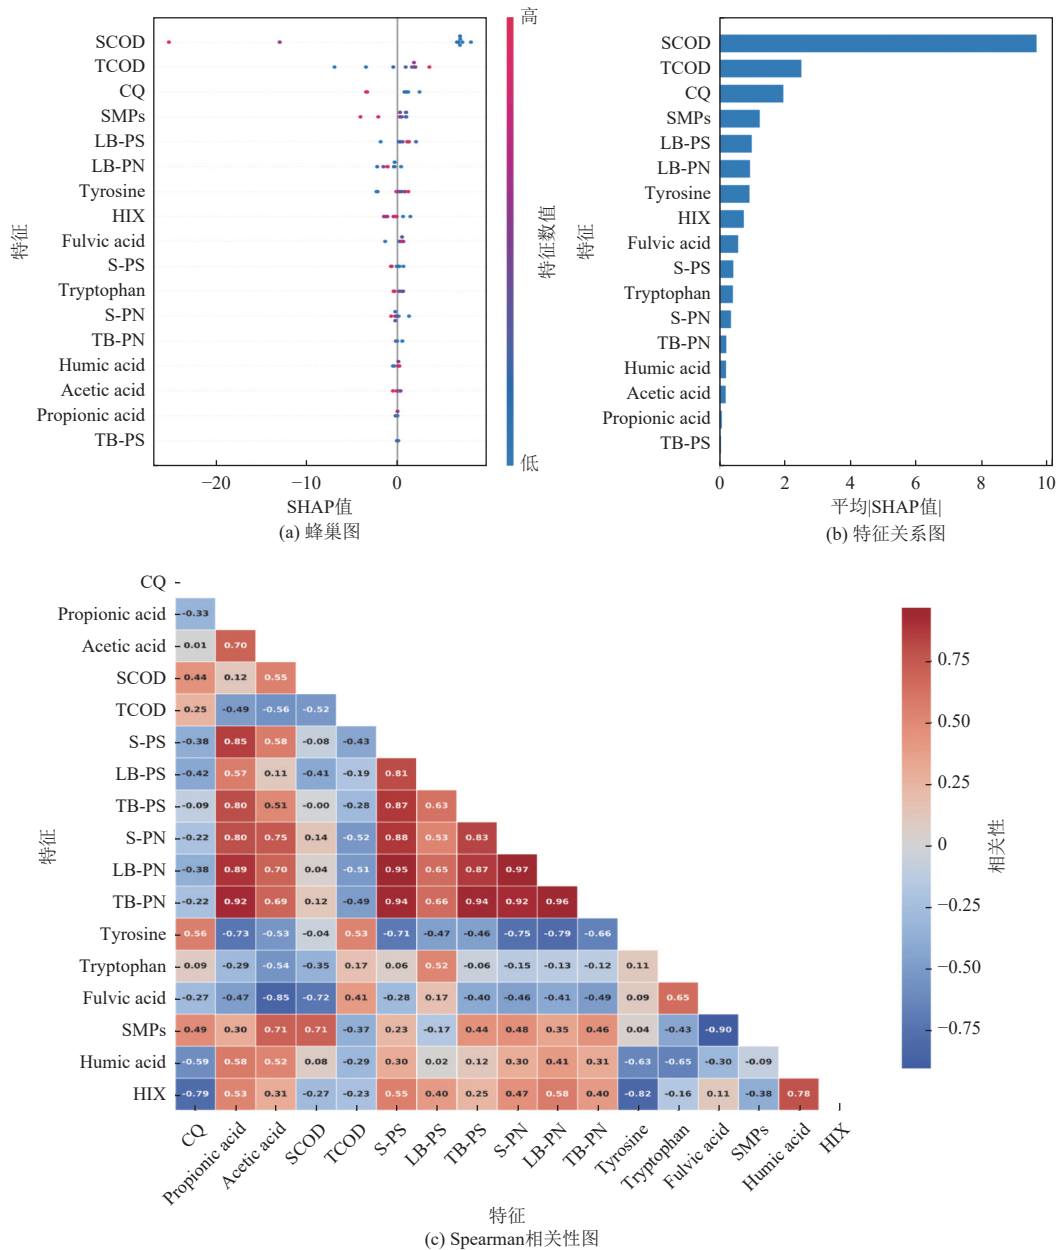 高
SCOD
TCOD
CQ
SMPs
LB-PS
LB-PN
Tyrosine
HIX
Fulvic acid
S-PS
Tryptophan
S-PN
TB-PN
Humic acid
Acetic acid
Propionic acid
TB-PS
特征
特征数值
低
−20 −10 0
SHAP值
(a) 蜂巢图
SCOD
TCOD
CQ
SMPs
LB-PS
LB-PN
Tyrosine
HIX
Fulvic acid
S-PS
Tryptophan
S-PN
TB-PN
Humic acid
Acetic acid
Propionic acid
TB-PS
特征
0 2 4 6 8 10
平均|SHAP值|
(b) 特征关系图
CQ
Propionic acid -0.33
Acetic acid 0.01 0.70
SCOD 0.44 0.12 0.55
TCOD 0.25 -0.49 -0.56 -0.52
S-PS -0.38 0.85 0.58 -0.08 -0.43
LB-PS -0.42 0.57 0.11 -0.41 -0.19 0.81
TB-PS -0.09 0.80 0.51 -0.00 -0.28 0.87 0.63
S-PN -0.22 0.80 0.75 0.14 -0.52 0.88 0.53 0.83
LB-PN -0.38 0.89 0.70 0.04 -0.51 0.95 0.65 0.87 0.97
TB-PN -0.22 0.92 0.69 0.12 -0.49 0.94 0.66 0.94 0.92 0.96
Tyrosine 0.56 -0.73 -0.53 -0.04 0.53 -0.71 -0.47 -0.46 -0.75 -0.79 -0.66
Tryptophan 0.09 -0.29 -0.54 -0.35 0.17 0.06 0.52 -0.06 -0.15 -0.13 -0.12 0.11
Fulvic acid -0.27 -0.47 -0.85 -0.72 0.41 -0.28 0.17 -0.40 -0.46 -0.41 -0.49 0.09 0.65
SMPs 0.49 0.30 0.71 0.71 -0.37 0.23 -0.17 0.44 0.48 0.35 0.46 0.04 -0.43 -0.90
Humic acid -0.59 0.58 0.52 0.08 -0.29 0.30 0.02 0.12 0.30 0.41 0.31 -0.63 -0.65 -0.30 -0.09
HIX -0.79 0.53 0.31 -0.27 -0.23 0.55 0.40 0.25 0.47 0.58 0.40 -0.82 -0.16 0.11 -0.38 0.78
特征
CQ Propionic acid Acetic acid SCOD TCOD S-PS LB-PS TB-PS S-PN LB-PN TB-PN Tyrosine Tryptophan Fulvic acid SMPs Humic acid HIX
特征
0.75
0.50
0.25
0
−0.25
−0.50
−0.75
相关性
(c) Spearman相关性图